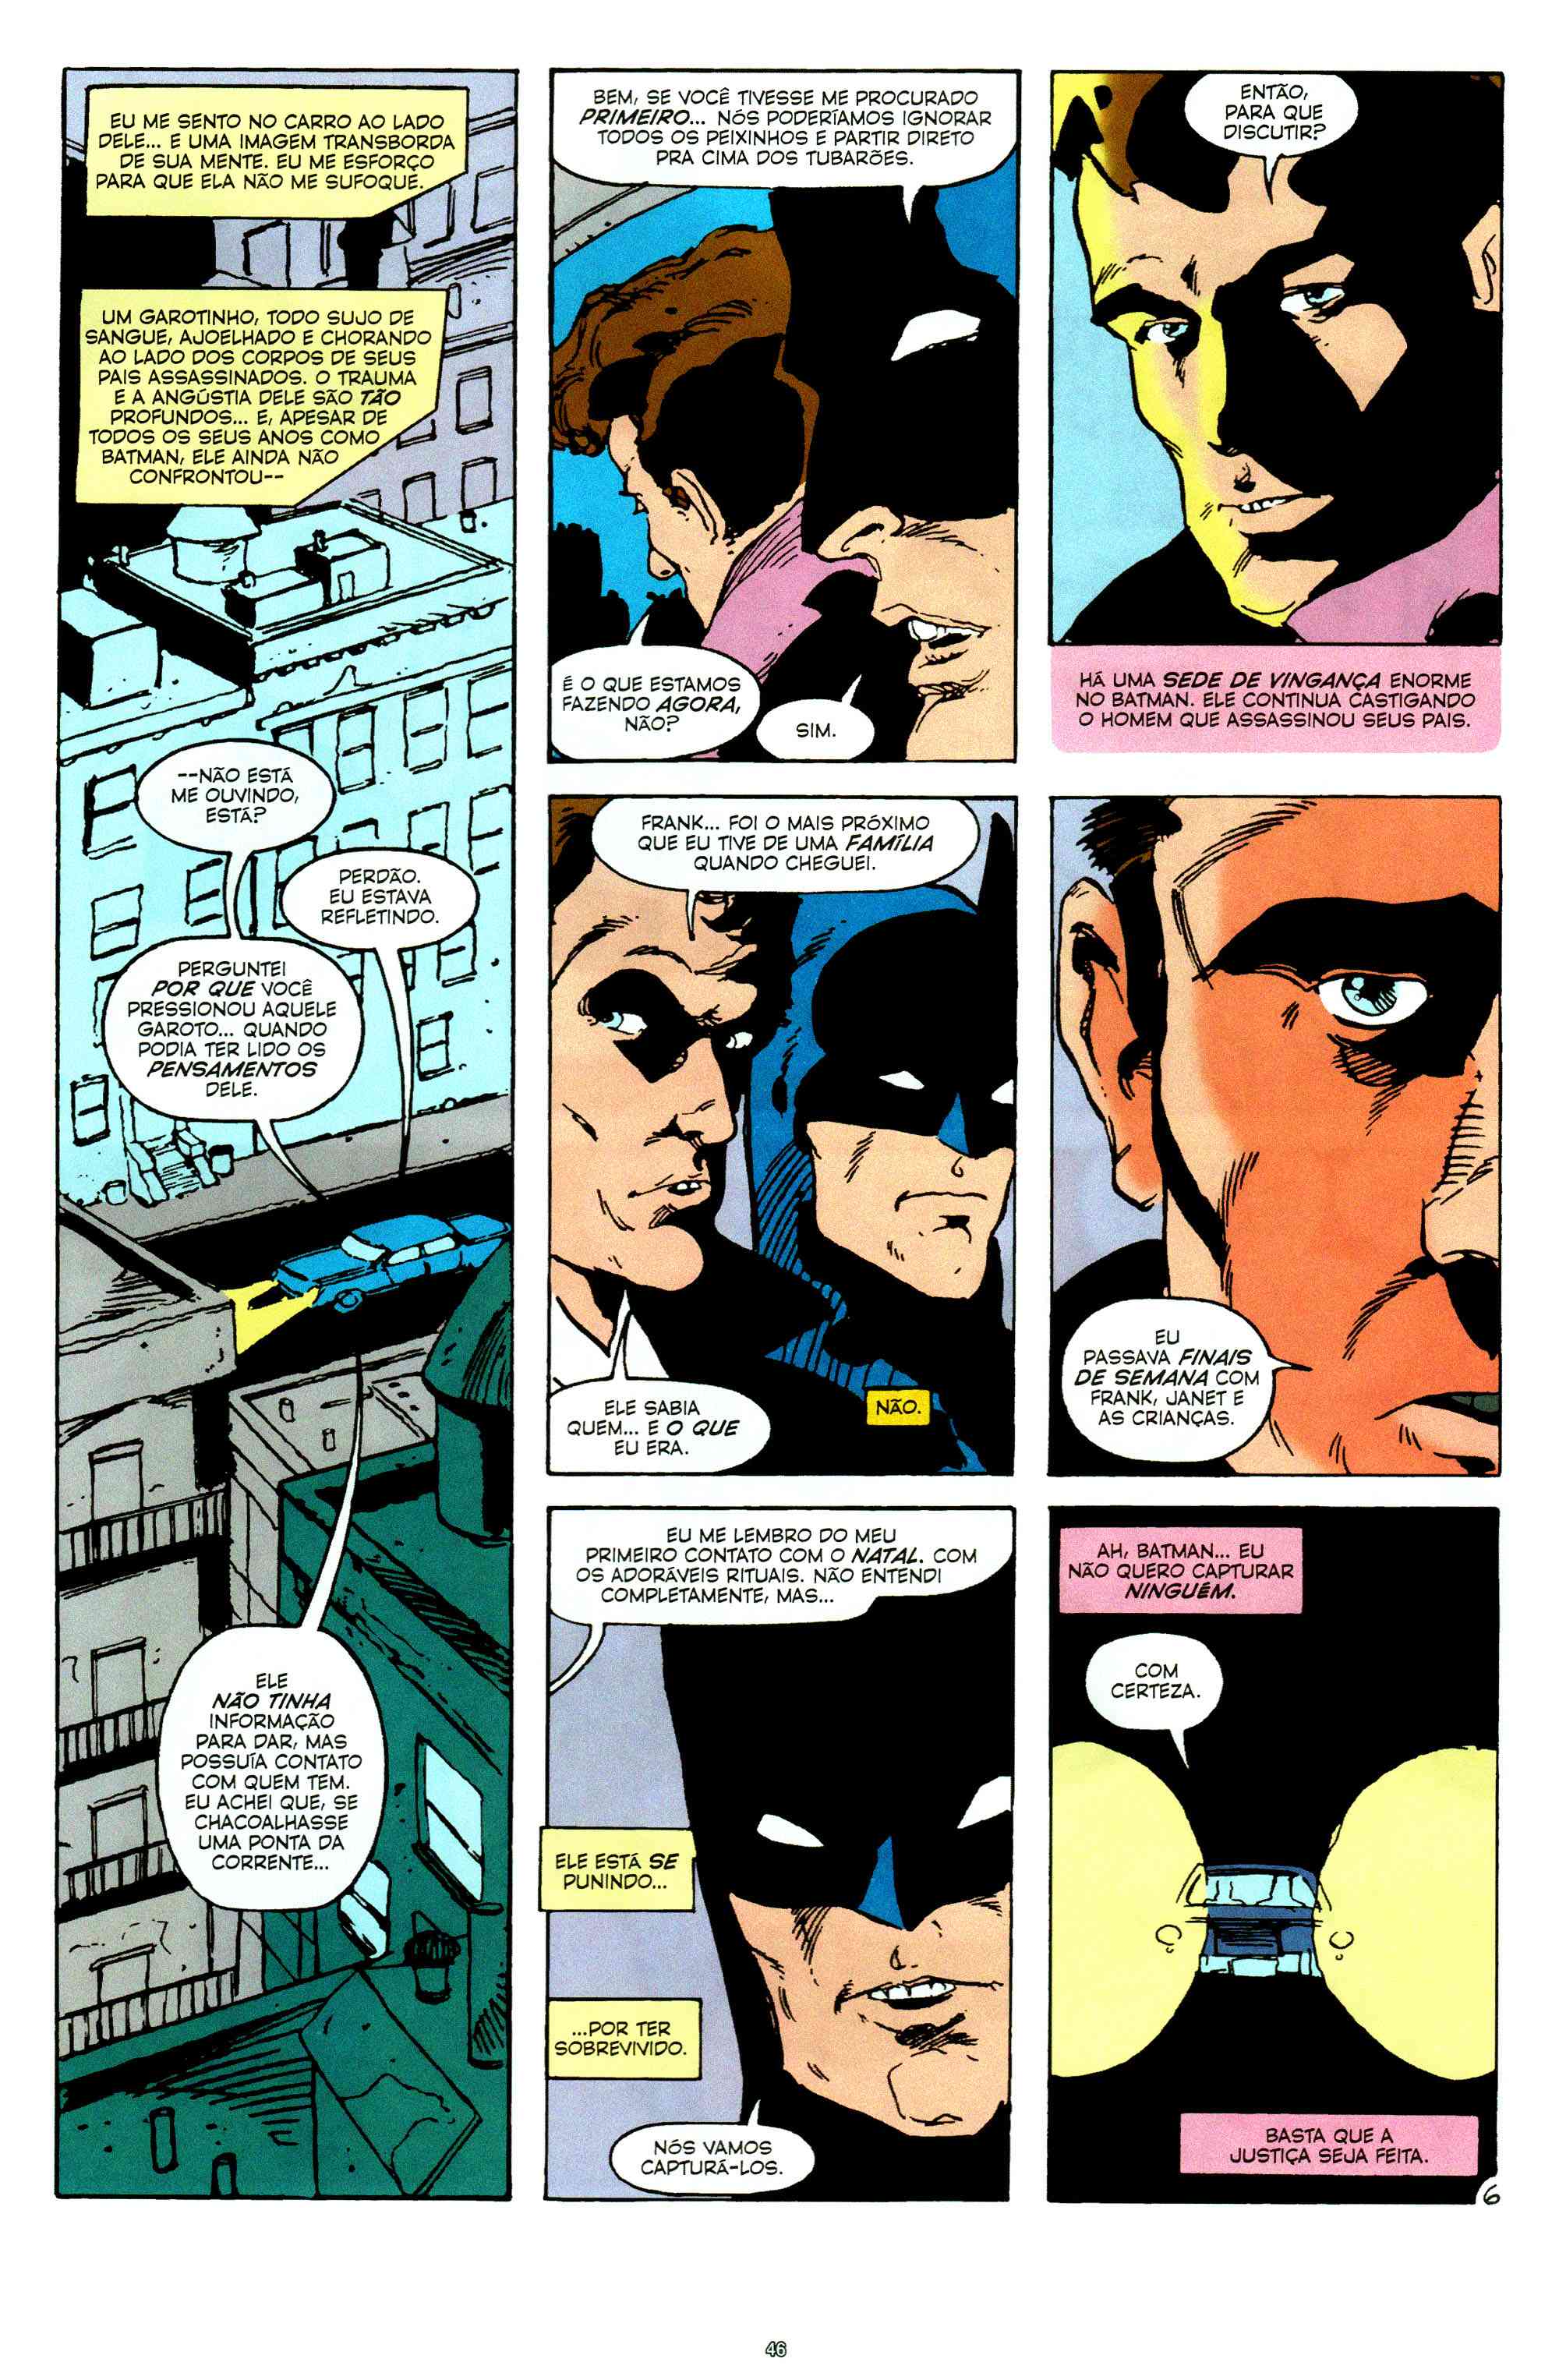 EU ME SENTO NO CARRO AO LADO
DELE... E UMA IMAGEM TRANSBORDA
DE SUA MENTE. EU ME ESFORÇO
PARA QUE ELA NÃO ME SUFOQUE.
UM GAROTINHO, TODO SUJO DE
SANGUE, AJOELHADO E CHORANDO
AO LADO DOS CORPOS DE SEUS
PAIS ASSASSINADOS. O TRAUMA
E A ANGÚSTIA DELE SÃO TÃO
PROFUNDOS... E, APESAR DE
TODOS OS SEUS ANOS COMO
BATMAN, ELE AINDA NÃO
CONFRONTOU--
--NÃO ESTÁ
ME OUVINDO,
ESTÁ?
PERDÃO.
EU ESTAVA
REFLETINDO.
PERGUNTEI
POR QUE VOCÊ
PRESSIONOU AQUELE
GAROTO... QUANDO
PODIA TER LIDO OS
PENSAMENTOS
DELE.
ELE
NÃO TINHA
INFORMAÇÃO
PARA DAR, MAS
POSSUÍA CONTATO
COM QUEM TEM.
EU ACHEI QUE, SE
CHACOALHASSE
UMA PONTA DA
CORRENTE...
BEM, SE VOCÊ TIVESSE ME PROCURADO
PRIMEIRO... NÓS PODERÍAMOS IGNORAR
TODOS OS PEIXINHOS E PARTIR DIRETO
PRA CIMA DOS TUBARÕES.
É O QUE ESTAMOS
FAZENDO AGORA,
NÃO?
SIM.
ENTÃO,
PARA QUE
DISCUTIR?
HÁ UMA SEDE DE VINGANÇA ENORME
NO BATMAN. ELE CONTINUA CASTIGANDO
O HOMEM QUE ASSASSINOU SEUS PAIS.
FRANK... FOI O MAIS PRÓXIMO
QUE EU TIVE DE UMA FAMÍLIA
QUANDO CHEGUEI.
ELE SABIA
QUEM... E O QUE
EU ERA.
NÃO.
EU
PASSAVA FINAIS
DE SEMANA COM
FRANK, JANET E
AS CRIANÇAS.
EU ME LEMBRO DO MEU
PRIMEIRO CONTATO COM O NATAL. COM
OS ADORÁVEIS RITUAIS. NÃO ENTENDI
COMPLETAMENTE, MAS...
ELE ESTÁ SE
PUNINDO...
...POR TER
SOBREVIVIDO.
NÓS VAMOS
CAPTURÁ-LOS.
AH, BATMAN... EU
NÃO QUERO CAPTURAR
NINGUÉM.
COM
CERTEZA.
BASTA QUE A
JUSTIÇA SEJA FEITA.
6
46